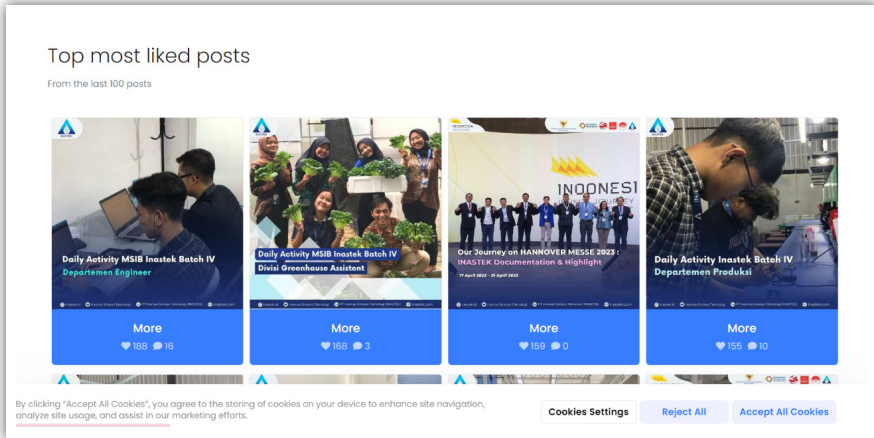 Top most liked posts
From the last 100 posts
INASTEK
Daily Activity MSIB Inastek Batch IV
Departemen Engineer
More
188 16
Daily Activity MSIB Inastek Batch IV
Divisi Greenhause Assistent
More
168 3
INDONESI
Our Journey on HANNOVER MESSE 2023 :
INASTEK Documentation & Highlight
17 April 2023 - 21 April 2023
More
159 0
Daily Activity Inastek Batch IV
Departemen Produksi
More
155 10
By clicking "Accept All Cookies", you agree to the storing of cookies on your device to enhance site navigation,
analyze site usage, and assist in our marketing efforts.
Cookies Settings
Reject All
Accept All Cookies